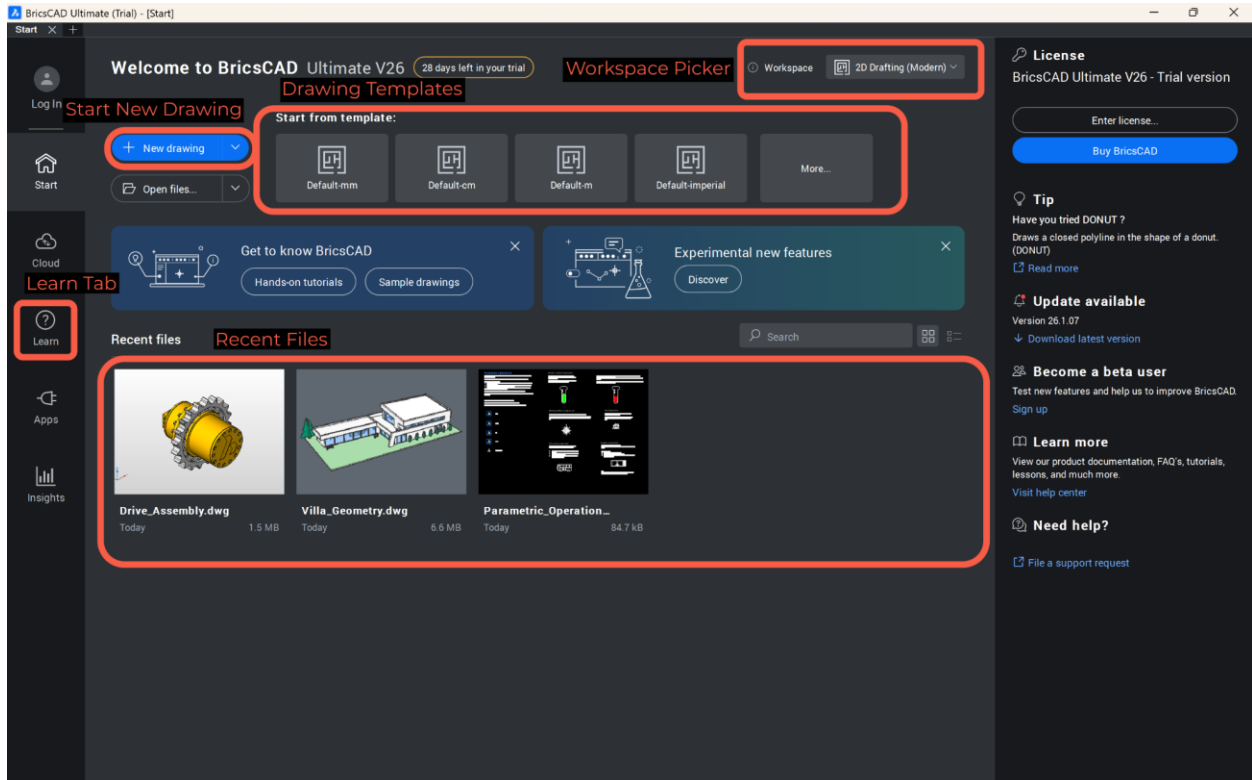 BricsCAD Ultimate (Trial) - [Start]
Start
Log In
Start
Cloud
Learn Tab
Learn
Apps
Insights
Welcome to BricsCAD Ultimate V26
28 days left in your trial
Workspace Picker
Workspace
2D Drafting (Modern)
Drawing Templates
Start New Drawing
Start from template:
New drawing
Open files...
Default-mm
Default-cm
Default-m
Default-imperial
More...
Get to know BricsCAD
Hands-on tutorials
Sample drawings
Experimental new features
Discover
Recent files
Recent Files
Search
Drive_Assembly.dwg
Today
1.5 MB
Villa_Geometry.dwg
Today
6.6 MB
Parametric_Operation...
Today
84.7 kB
License
BricsCAD Ultimate V26 - Trial version
Enter license...
Buy BricsCAD
Tip
Have you tried DONUT ?
Draws a closed polyline in the shape of a donut.
(DONUT)
Read more
Update available
Version 26.1.07
Download latest version
Become a beta user
Test new features and help us to improve BricsCAD.
Sign up
Learn more
View our product documentation, FAQ's, tutorials,
lessons, and much more.
Visit help center
Need help?
File a support request